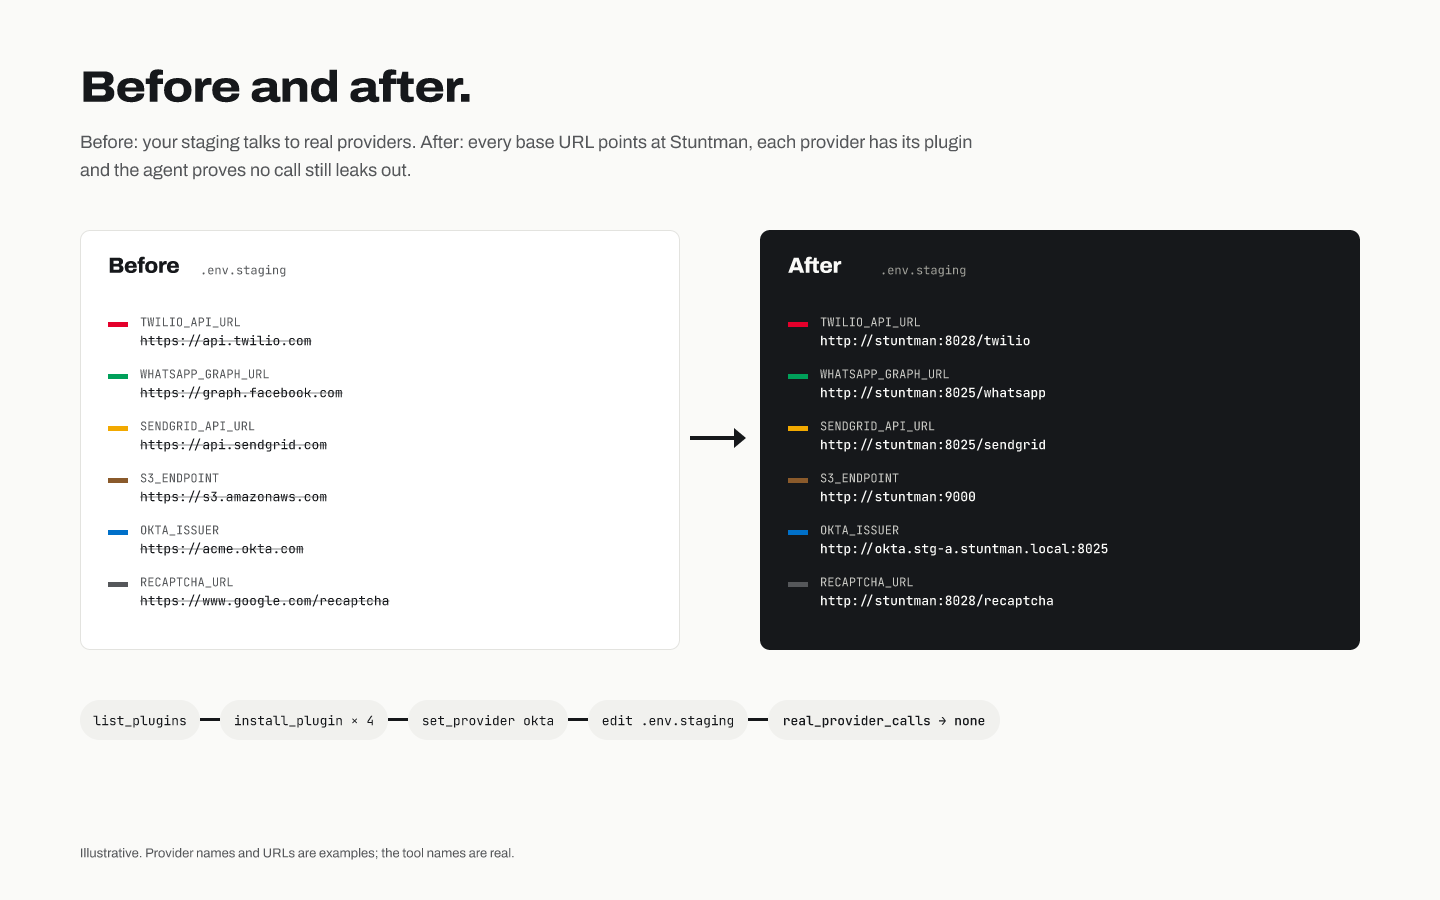 Before and after.
Before: your staging talks to real providers. After: every base URL points at Stuntman, each provider has its plugin
and the agent proves no call still leaks out.
Before .env.staging
TWILIO_API_URL
https://api.twilio.com
WHATSAPP_GRAPH_URL
https://graph.facebook.com
SENDGRID_API_URL
https://api.sendgrid.com
S3_ENDPOINT
https://s3.amazonaws.com
OKTA_ISSUER
https://acme.okta.com
RECAPTCHA_URL
https://www.google.com/recaptcha
After .env.staging
TWILIO_API_URL
http://stuntman:8028/twilio
WHATSAPP_GRAPH_URL
http://stuntman:8025/whatsapp
SENDGRID_API_URL
http://stuntman:8025/sendgrid
S3_ENDPOINT
http://stuntman:9000
OKTA_ISSUER
http://okta.stg-a.stuntman.local:8025
RECAPTCHA_URL
http://stuntman:8028/recaptcha
list_plugins install_plugin × 4 set_provider okta edit .env.staging real_provider_calls → none
Illustrative. Provider names and URLs are examples; the tool names are real.